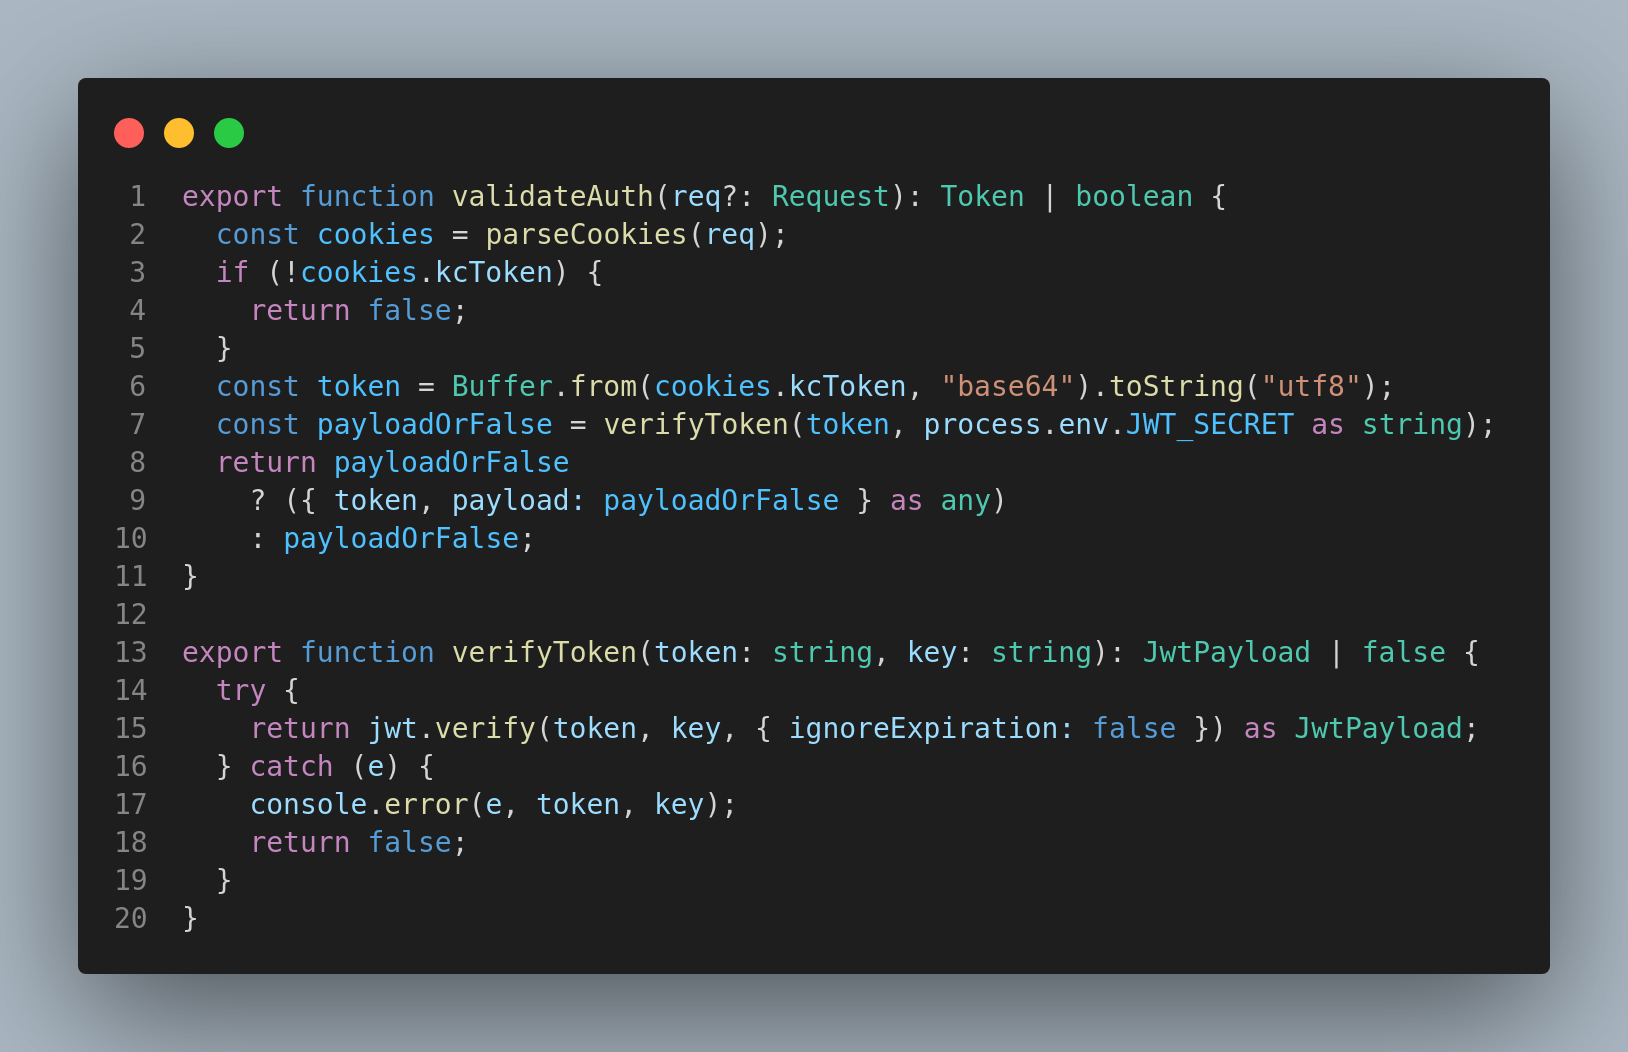 1 export function validateAuth(req?: Request): Token | boolean {
2   const cookies = parseCookies(req);
3   if (!cookies.kcToken) {
4     return false;
5   }
6   const token = Buffer.from(cookies.kcToken, "base64").toString("utf8");
7   const payloadOrFalse = verifyToken(token, process.env.JWT_SECRET as string);
8   return payloadOrFalse
9     ? ({ token, payload: payloadOrFalse } as any)
10     : payloadOrFalse;
11 }
12
13 export function verifyToken(token: string, key: string): JwtPayload | false {
14   try {
15     return jwt.verify(token, key, { ignoreExpiration: false }) as JwtPayload;
16   } catch (e) {
17     console.error(e, token, key);
18     return false;
19   }
20 }